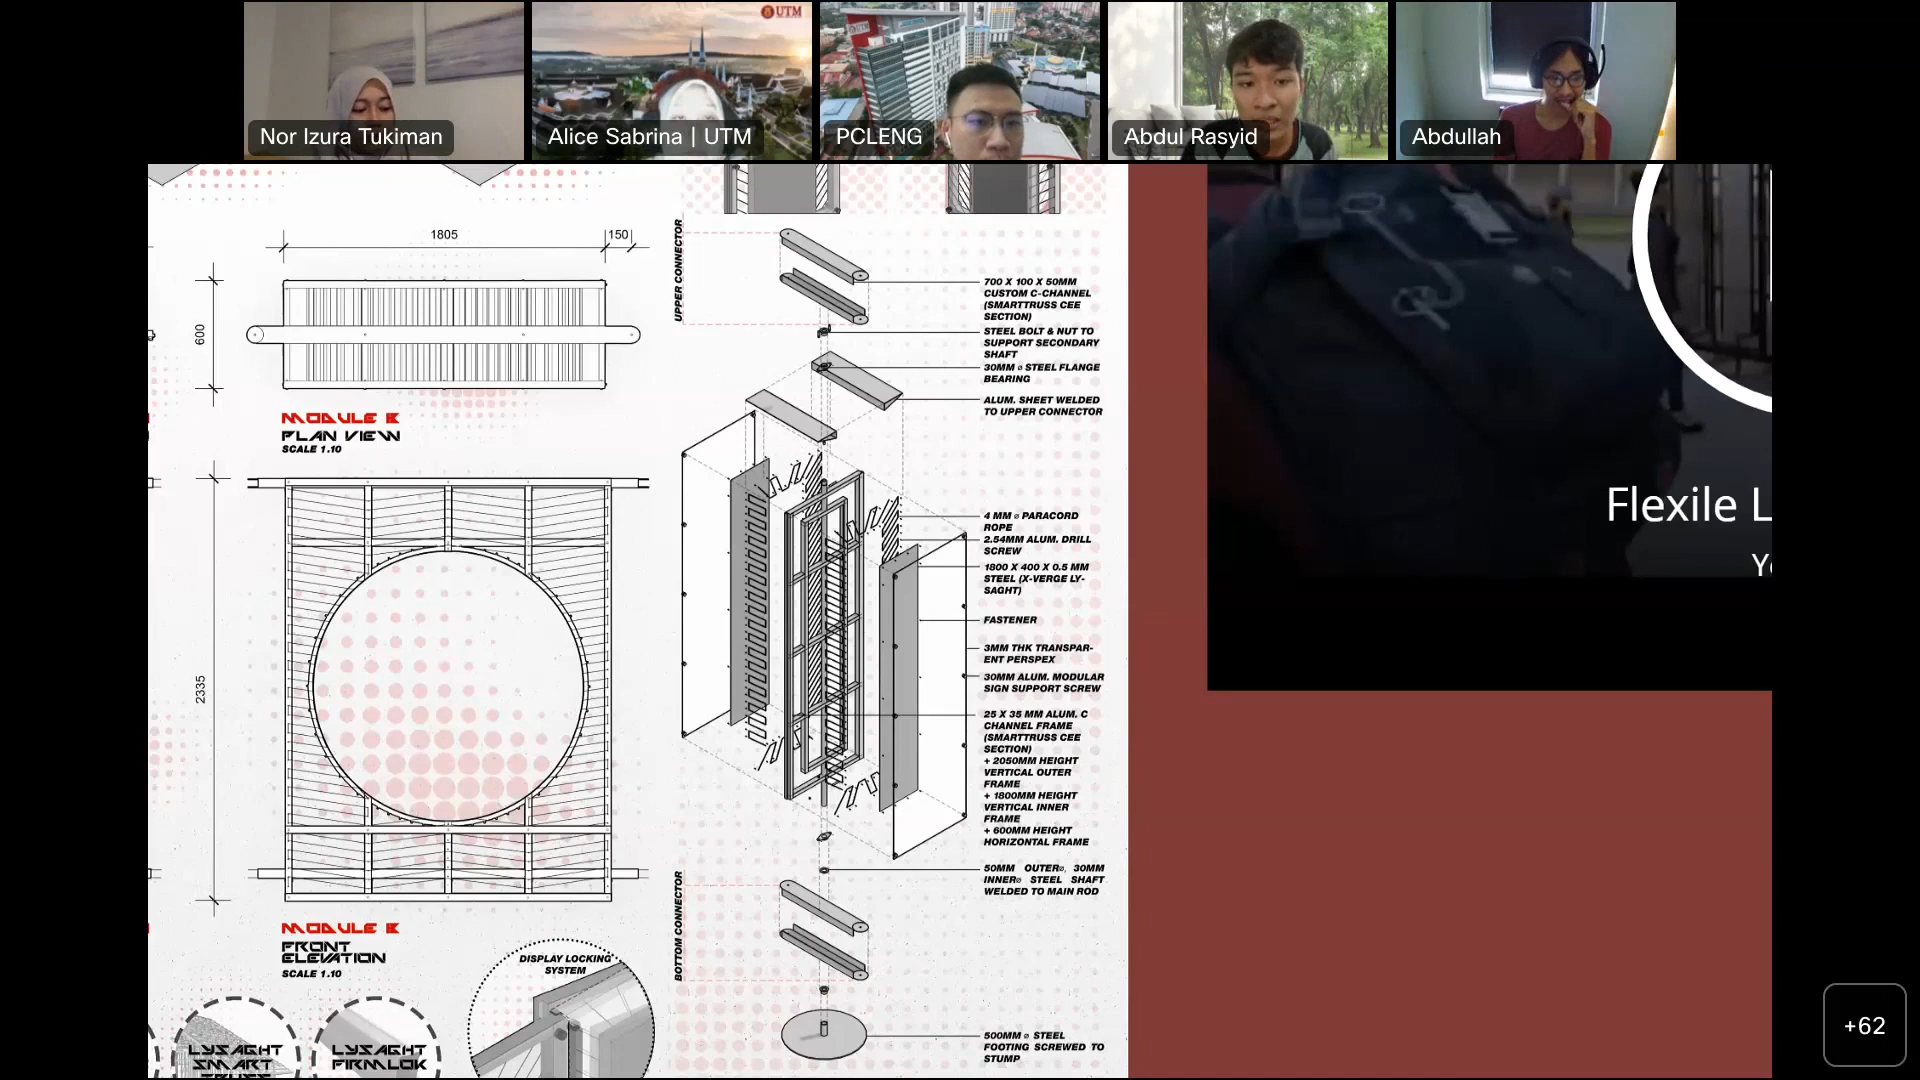 UTM
Nor Izura Tukiman
Alice Sabrina | UTM
PCLENG
Abdul Rasyid
Abdullah
1805
150
600
MODULE B
PLAN VIEW
SCALE 1.10
2335
MODULE B
FRONT
ELEVATION
SCALE 1.10
LYSAGHT
SMART
LYSAGHT
FIRMLOK
DISPLAY LOCKING
SYSTEM
UPPER CONNECTOR
700 X 100 X 50MM
CUSTOM C-CHANNEL
(SMARTTRUSS CEE
SECTION)
STEEL BOLT & NUT TO
SUPPORT SECONDARY
SHAFT
30MM ⌀ STEEL FLANGE
BEARING
ALUM. SHEET WELDED
TO UPPER CONNECTOR
4 MM ⌀ PARACORD
ROPE
2.54MM ALUM. DRILL
SCREW
1800 X 400 X 0.5 MM
STEEL (X-VERGE LY-
SAGHT)
FASTENER
3MM THK TRANSPAR-
ENT PERSPEX
30MM ALUM. MODULAR
SIGN SUPPORT SCREW
25 X 35 MM ALUM. C
CHANNEL FRAME
(SMARTTRUSS CEE
SECTION)
+ 2050MM HEIGHT
VERTICAL OUTER
FRAME
+ 1800MM HEIGHT
VERTICAL INNER
FRAME
+ 600MM HEIGHT
HORIZONTAL FRAME
50MM OUTER⌀, 30MM
INNER⌀ STEEL SHAFT
WELDED TO MAIN ROD
BOTTOM CONNECTOR
500MM ⌀ STEEL
FOOTING SCREWED TO
STUMP
Flexile L
+62